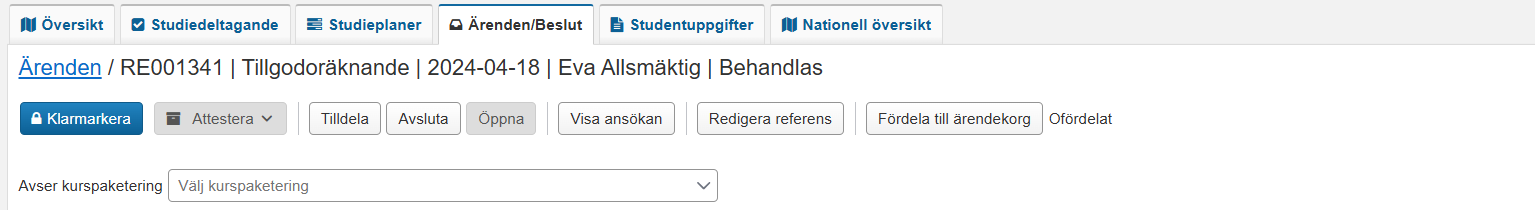 Översikt Studiedeltagande Studieplaner Ärenden/Beslut Studentuppgifter Nationell översikt
Ärenden / RE001341 | Tillgodoräknande | 2024-04-18 | Eva Allsmäktig | Behandlas
Klarmarkera Attestera Tilldela Avsluta Öppna Visa ansökan Redigera referens Fördela till ärendekorg Ofördelat
Avser kurspaketering Välj kurspaketering